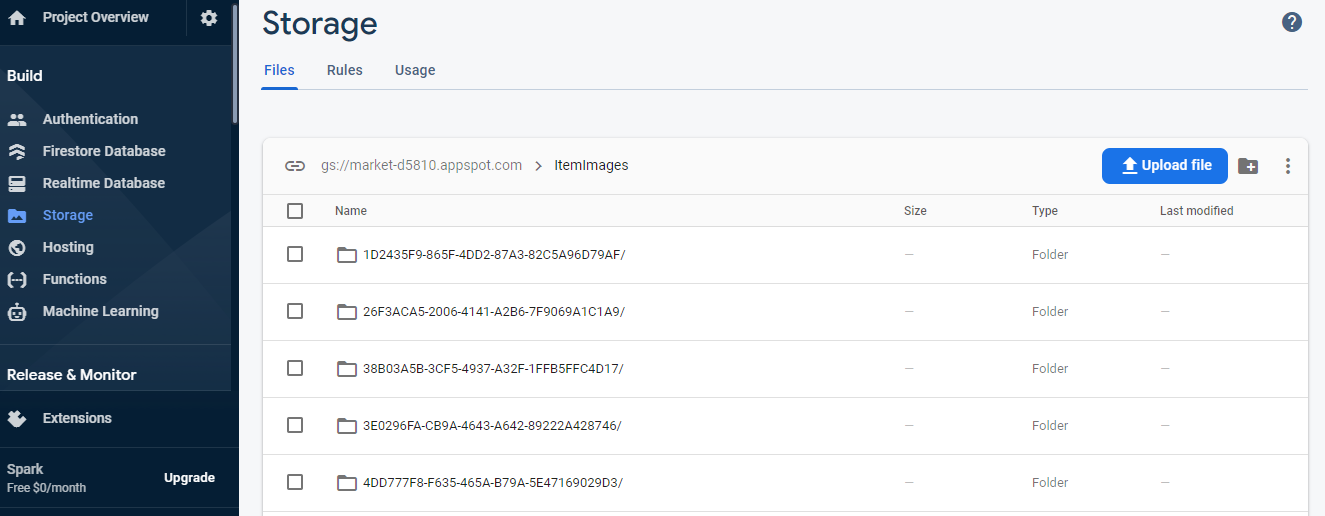 Project Overview
Build
Authentication
Firestore Database
Realtime Database
Storage
Hosting
Functions
Machine Learning
Release & Monitor
Extensions
Spark
Free $0/month
Upgrade
Storage
Files Rules Usage
gs://market-d5810.appspot.com > ItemImages
Upload file
Name Size Type Last modified
1D2435F9-865F-4DD2-87A3-82C5A96D79AF/ — Folder —
26F3ACA5-2006-4141-A2B6-7F9069A1C1A9/ — Folder —
38B03A5B-3CF5-4937-A32F-1FFB5FFC4D17/ — Folder —
3E0296FA-CB9A-4643-A642-89222A428746/ — Folder —
4DD777F8-F635-465A-B79A-5E47169029D3/ — Folder —